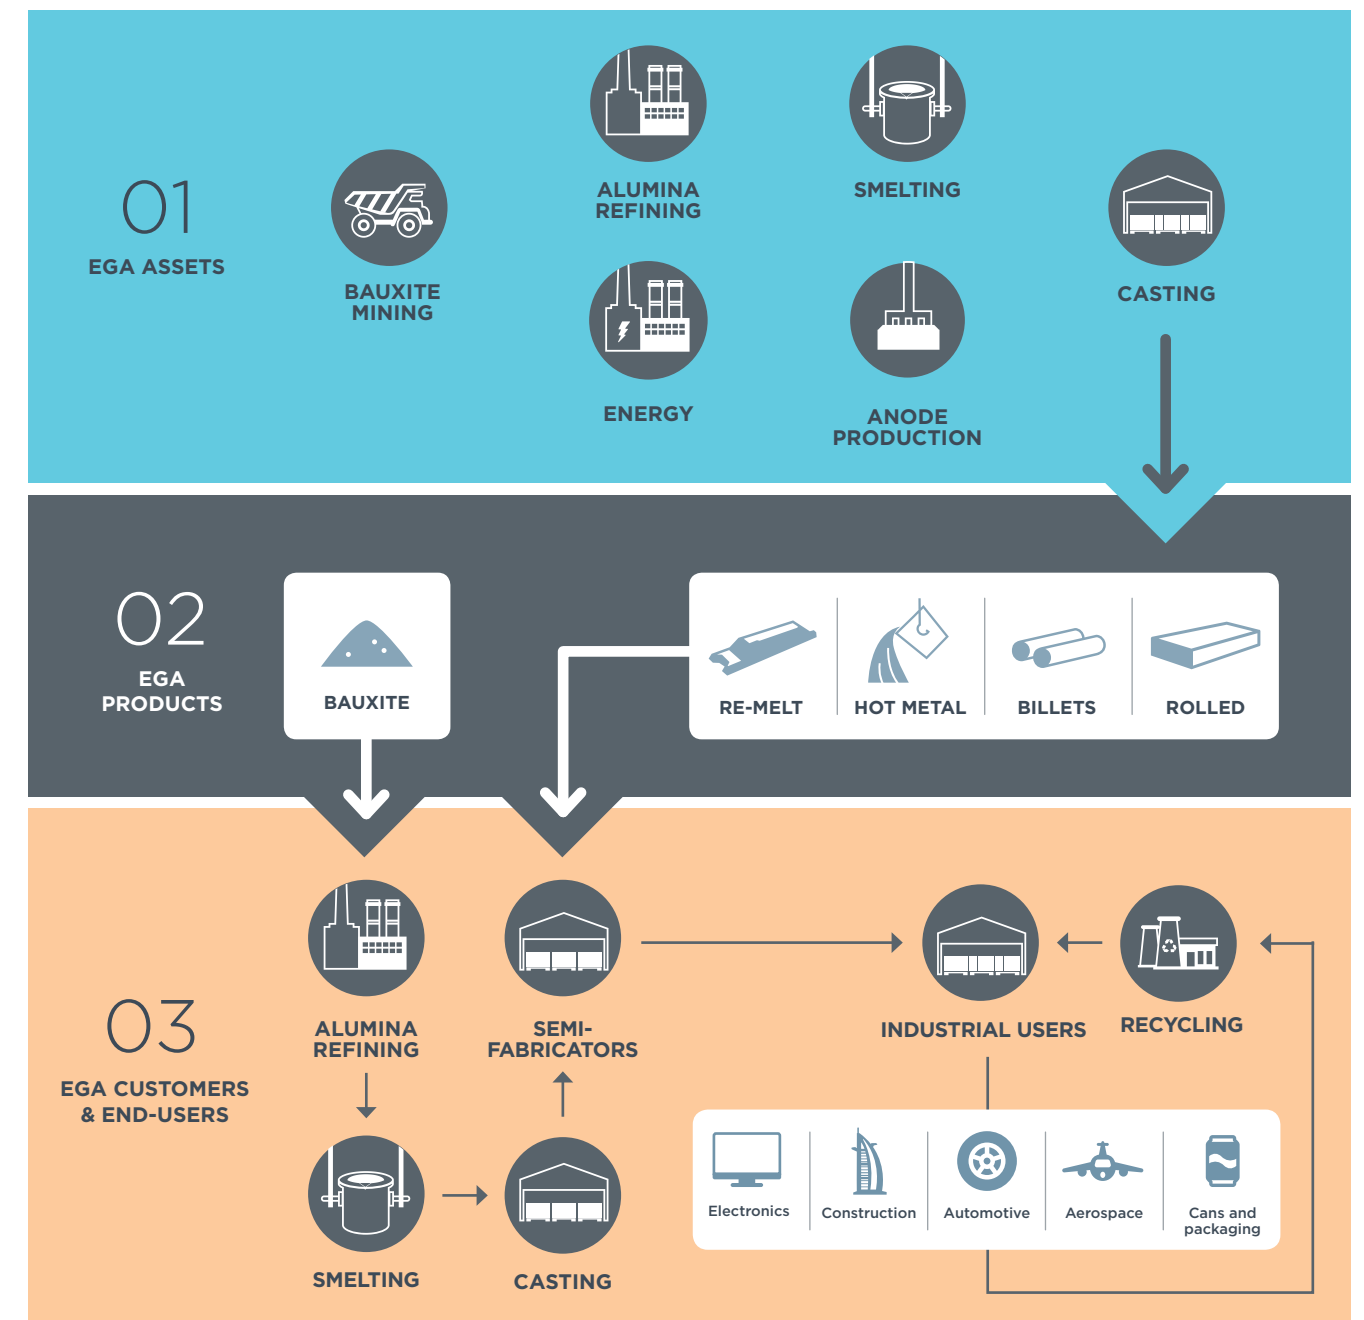 01
EGA ASSETS
BAUXITE
MINING
ALUMINA
REFINING
SMELTING
ENERGY
ANODE
PRODUCTION
CASTING
02
EGA
PRODUCTS
BAUXITE
RE-MELT
HOT METAL
BILLETS
ROLLED
03
EGA CUSTOMERS
& END-USERS
ALUMINA
REFINING
SEMI-
FABRICATORS
INDUSTRIAL USERS
RECYCLING
SMELTING
CASTING
Electronics
Construction
Automotive
Aerospace
Cans and
packaging